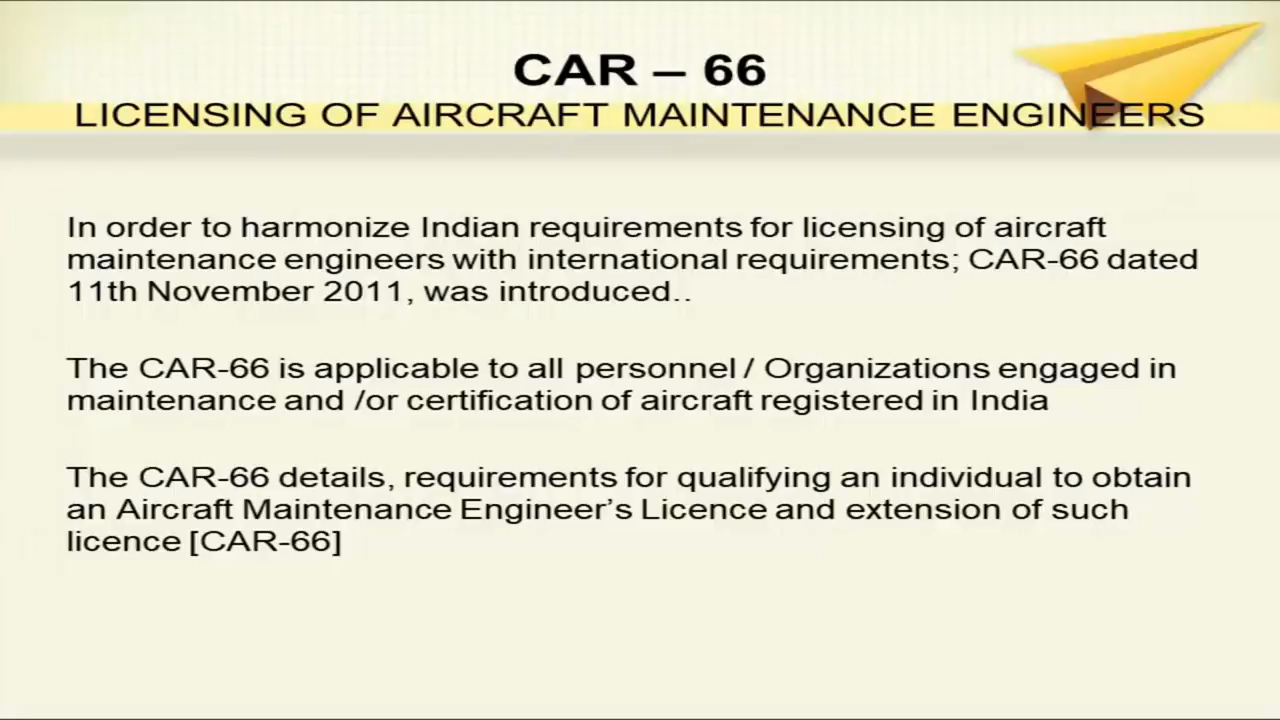 CAR – 66
LICENSING OF AIRCRAFT MAINTENANCE ENGINEERS
In order to harmonize Indian requirements for licensing of aircraft
maintenance engineers with international requirements; CAR-66 dated
11th November 2011, was introduced..
The CAR-66 is applicable to all personnel / Organizations engaged in
maintenance and /or certification of aircraft registered in India
The CAR-66 details, requirements for qualifying an individual to obtain
an Aircraft Maintenance Engineer’s Licence and extension of such
licence [CAR-66]